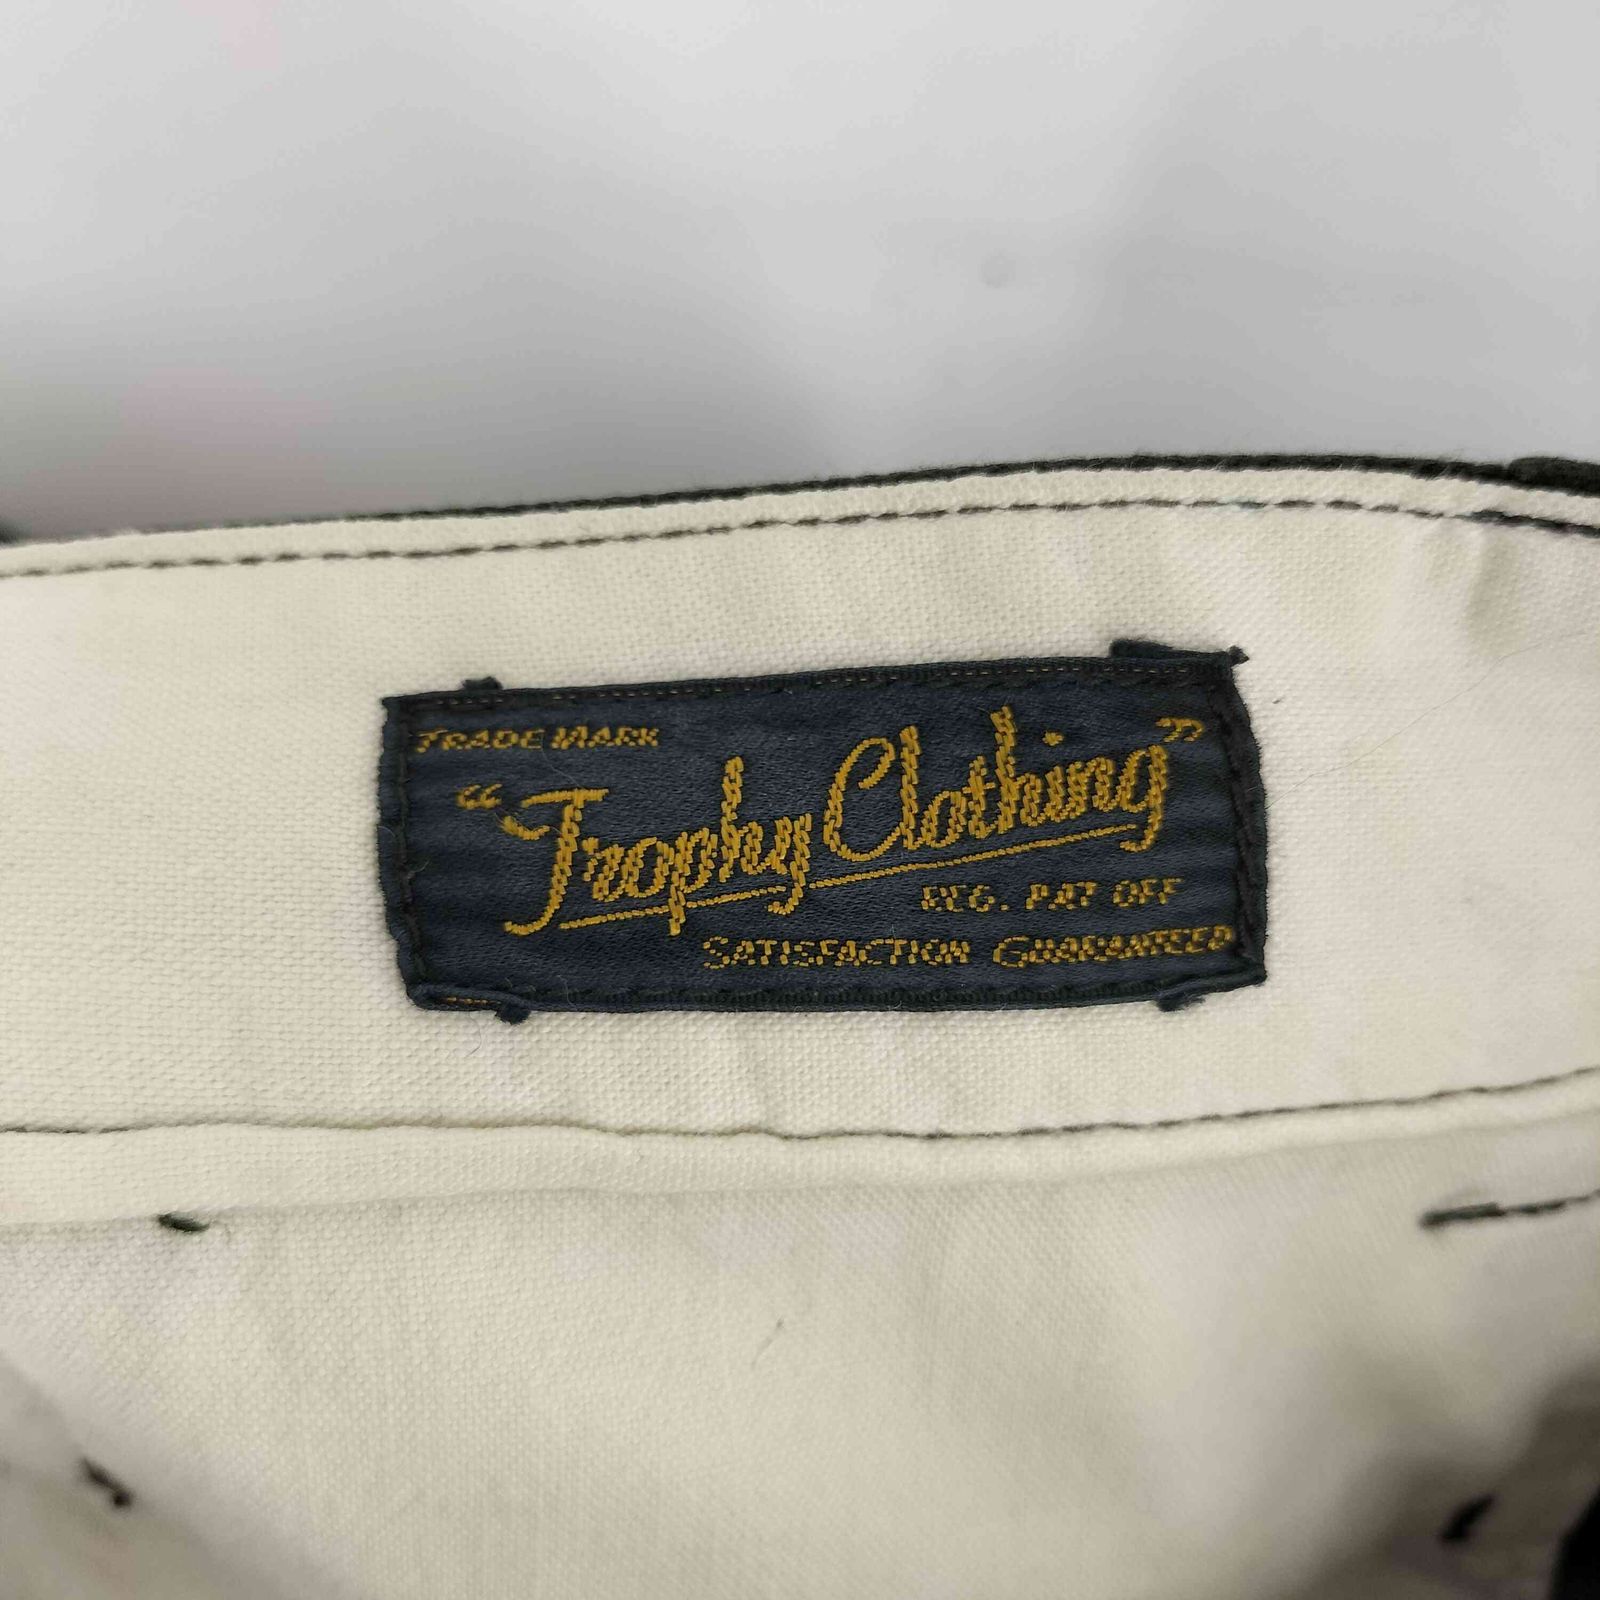 TRADE MARK
"Trophy Clothing"
REG. PAT OFF
SATISFACTION GUARANTEED